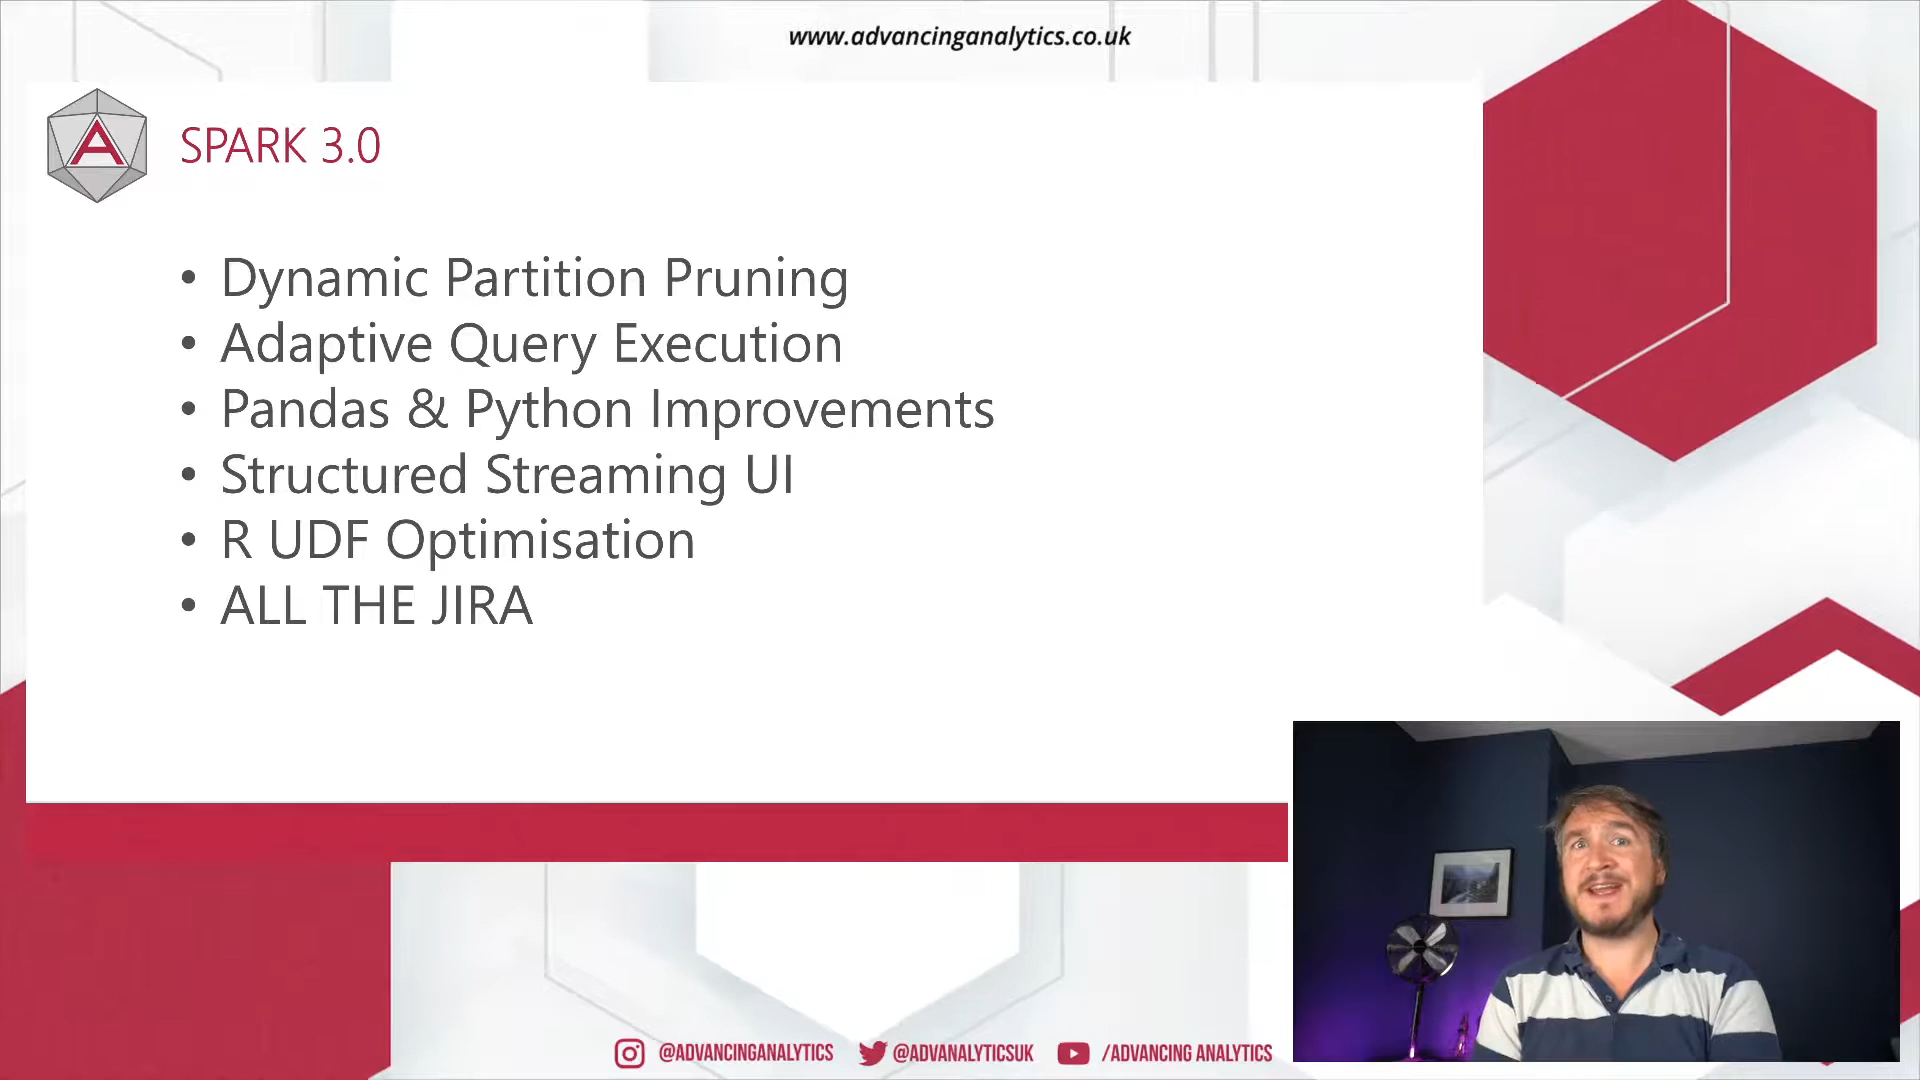 www.advancinganalytics.co.uk
A
SPARK 3.0
• Dynamic Partition Pruning
• Adaptive Query Execution
• Pandas & Python Improvements
• Structured Streaming UI
• R UDF Optimisation
• ALL THE JIRA
@ADVANCINGANALYTICS @ADVANALYTICSUK /ADVANCING ANALYTICS